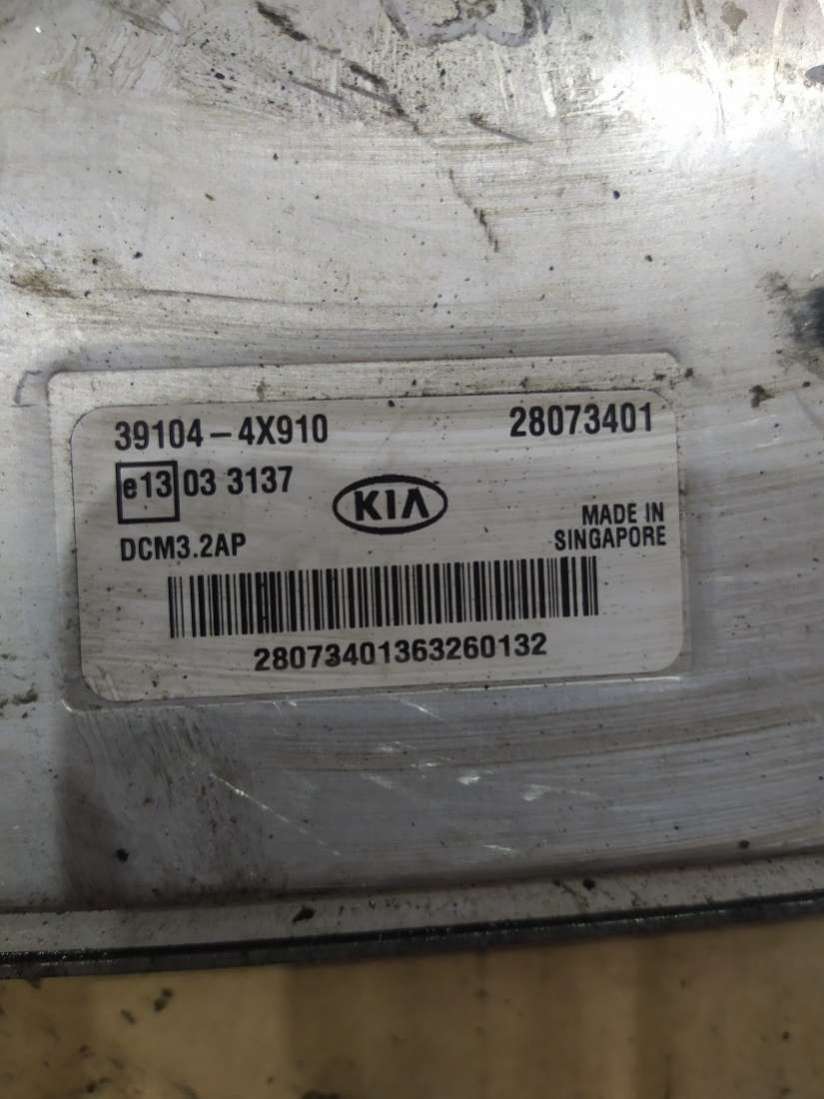 39104-4X910 28073401
e13 03 3137
KIA
DCM3.2AP
MADE IN
SINGAPORE
28073401363260132